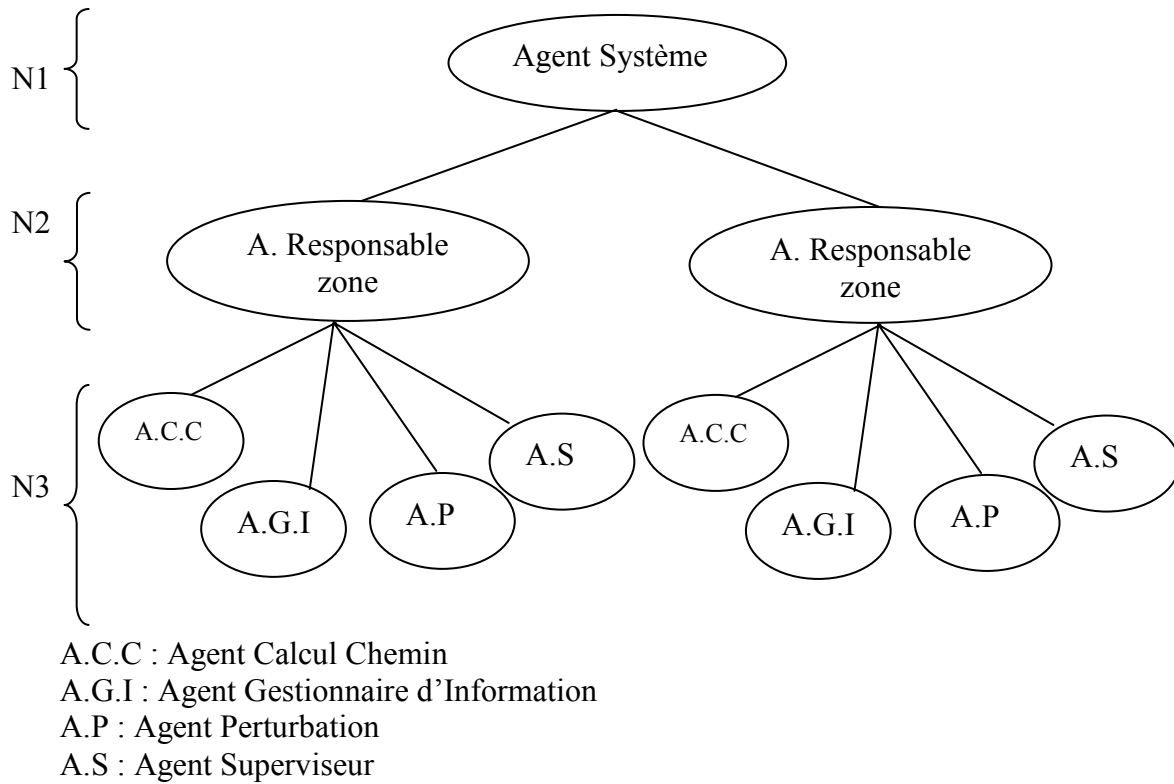 N1
Agent Système
N2
A. Responsable
zone
A. Responsable
zone
N3
A.C.C
A.G.I
A.P
A.S
A.C.C
A.G.I
A.P
A.S
A.C.C : Agent Calcul Chemin
A.G.I : Agent Gestionnaire d’Information
A.P : Agent Perturbation
A.S : Agent Superviseur